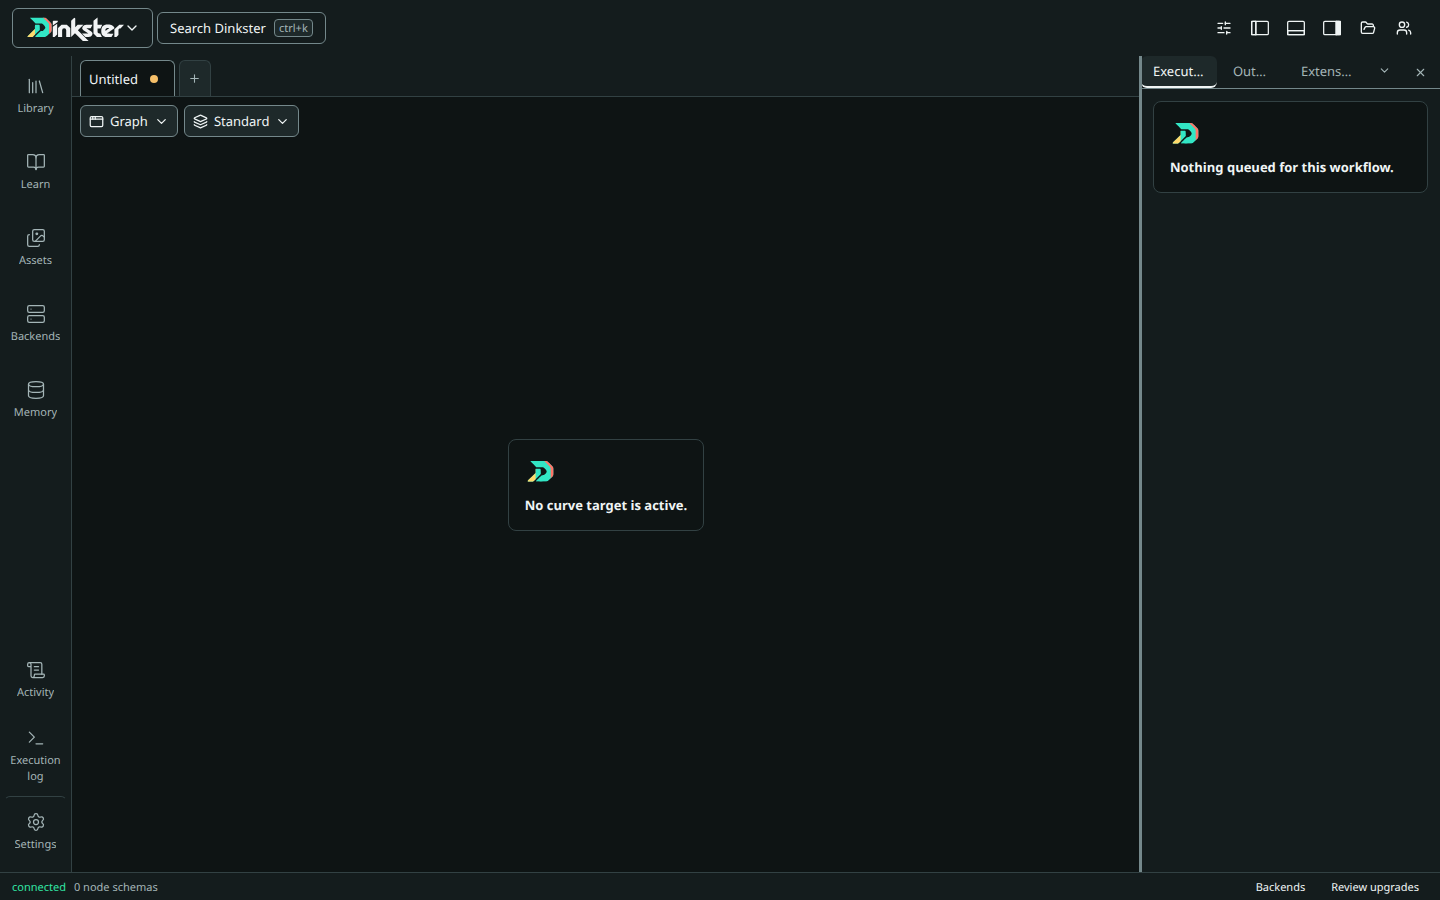 Dinkster
Search Dinkster ctrl+k
Library
Learn
Assets
Backends
Memory
Activity
Execution
log
Settings
Untitled
+
Graph
Standard
No curve target is active.
Execut...
Out...
Extens...
Nothing queued for this workflow.
connected 0 node schemas
Backends
Review upgrades